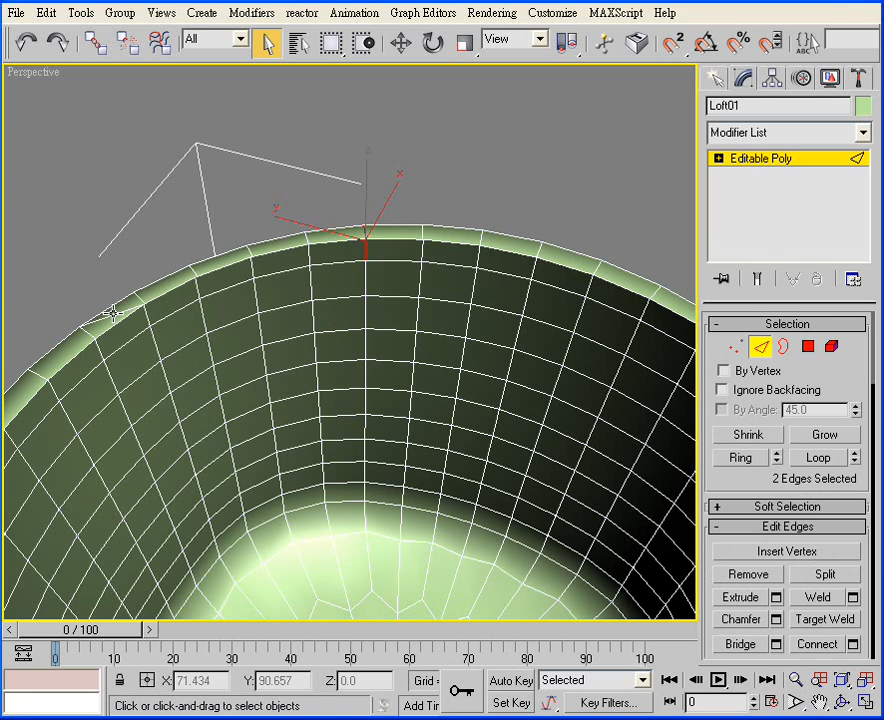 File Edit Tools Group Views Create Modifiers reactor Animation Graph Editors Rendering Customize MAXScript Help
All View 2 % ABC
Perspective
z
x
y
Loft01
Modifier List
Editable Poly
- Selection
By Vertex
Ignore Backfacing
By Angle: 45.0
Shrink Grow
Ring Loop
2 Edges Selected
+ Soft Selection
- Edit Edges
Insert Vertex
Remove Split
Extrude Weld
Chamfer Target Weld
Bridge Connect
< 0 / 100 >
0 10 20 30 40 50 60 70 80 90 100
X: 71.434 Y: 90.657 Z: 0.0 Grid = Auto Key Selected
Click or click-and-drag to select objects Add Tir Set Key Key Filters... 0